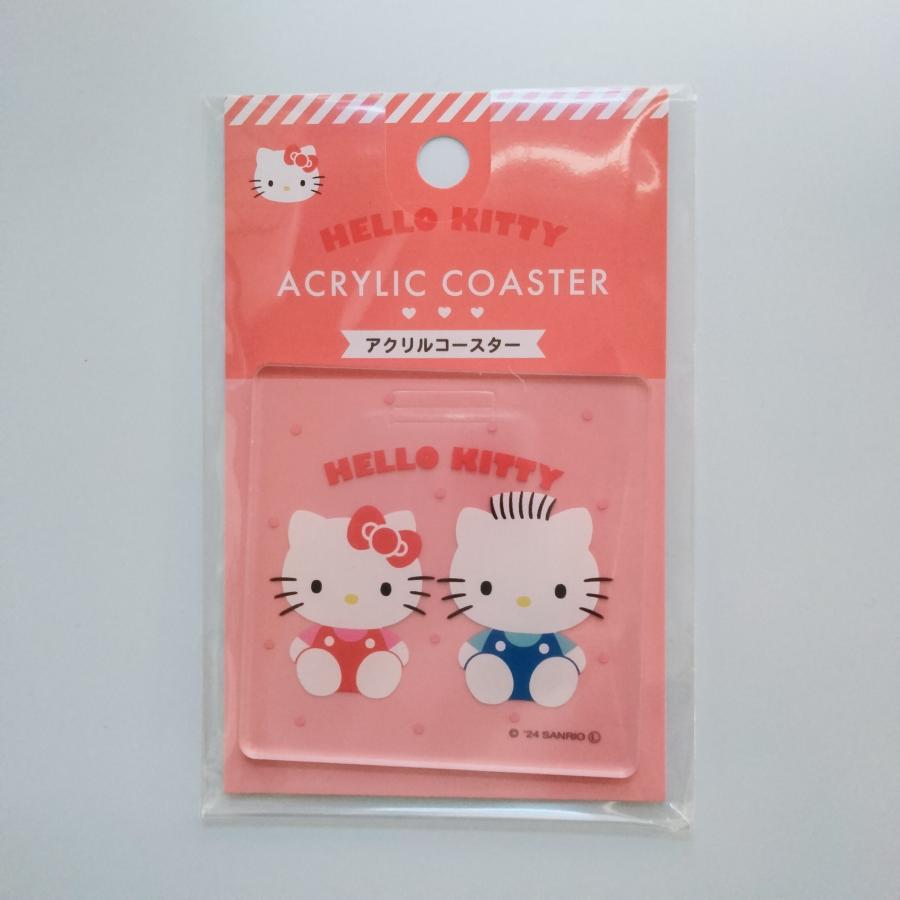 HELLO KITTY
ACRYLIC COASTER
アクリルコースター
HELLO KITTY
© '24 SANRIO Ⓛ